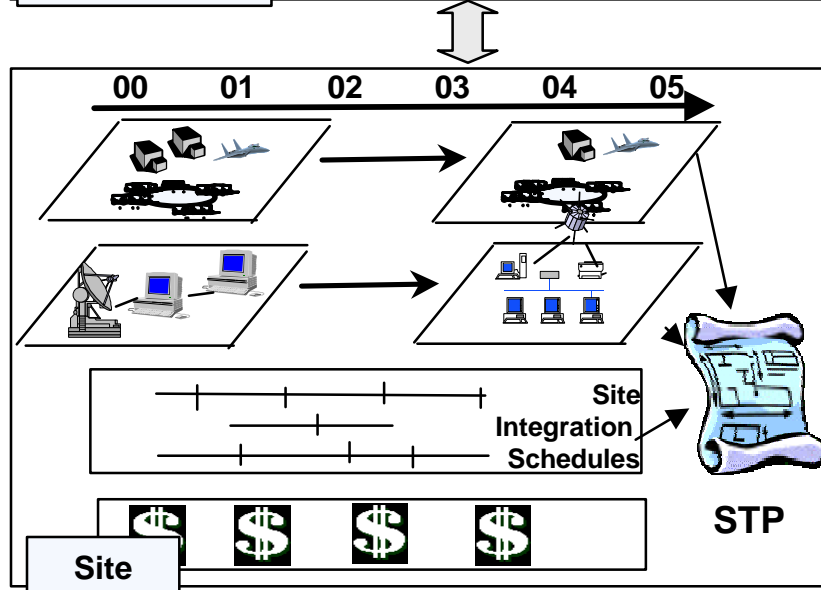 00 01 02 03 04 05
Site
Integration
Schedules
STP
$ $ $ $
Site